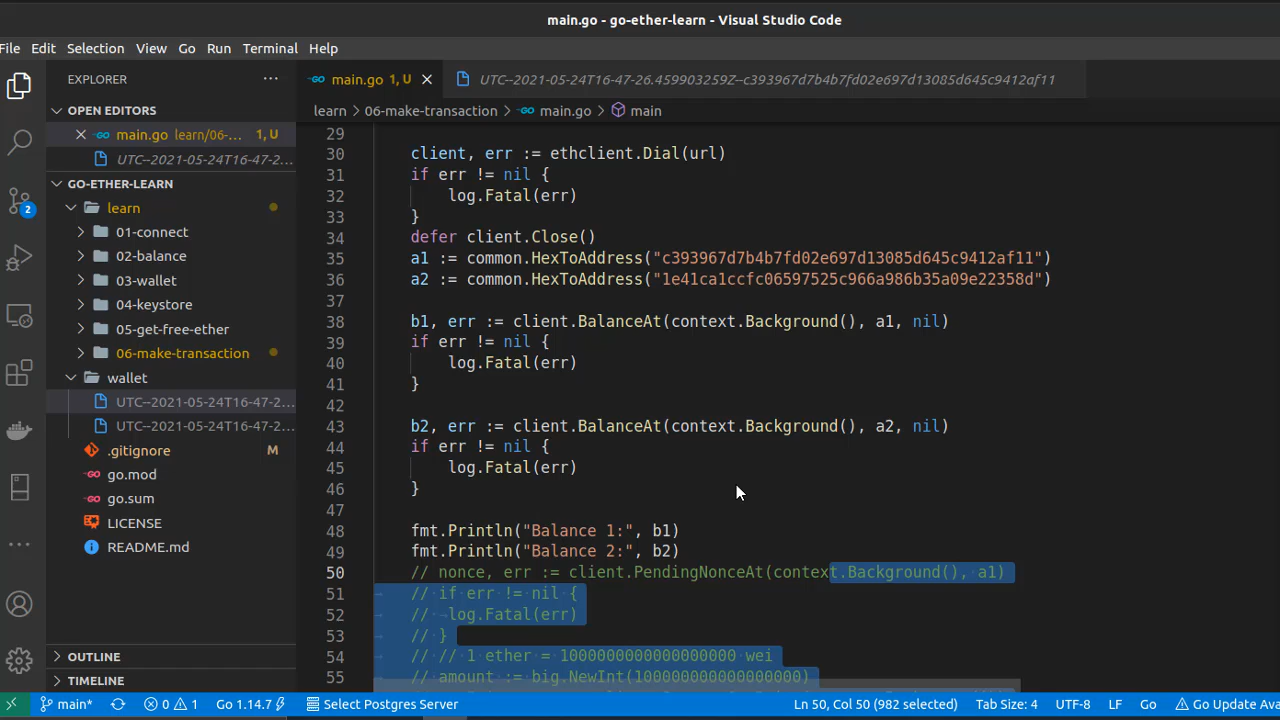 main.go - go-ether-learn - Visual Studio Code
File Edit Selection View Go Run Terminal Help
EXPLORER
main.go 1, U
UTC--2021-05-24T16-47-26.459903259Z--c393967d7b4b7fd02e697d13085d645c9412af11
OPEN EDITORS
learn > 06-make-transaction > main.go > main
main.go learn/06-... 1, U
UTC--2021-05-24T16-47-2...
GO-ETHER-LEARN
learn
01-connect
02-balance
03-wallet
04-keystore
05-get-free-ether
06-make-transaction
wallet
UTC--2021-05-24T16-47-2...
UTC--2021-05-24T16-47-2...
.gitignore M
go.mod
go.sum
LICENSE
README.md
OUTLINE
TIMELINE
29
30 client, err := ethclient.Dial(url)
31 if err != nil {
32 log.Fatal(err)
33 }
34 defer client.Close()
35 a1 := common.HexToAddress("c393967d7b4b7fd02e697d13085d645c9412af11")
36 a2 := common.HexToAddress("1e41ca1ccfc06597525c966a986b35a09e22358d")
37
38 b1, err := client.BalanceAt(context.Background(), a1, nil)
39 if err != nil {
40 log.Fatal(err)
41 }
42
43 b2, err := client.BalanceAt(context.Background(), a2, nil)
44 if err != nil {
45 log.Fatal(err)
46 }
47
48 fmt.Println("Balance 1:", b1)
49 fmt.Println("Balance 2:", b2)
50 // nonce, err := client.PendingNonceAt(context.Background(), a1)
51 // if err != nil {
52 // log.Fatal(err)
53 // }
54 // // 1 ether = 1000000000000000000 wei
55 // amount := big.NewInt(100000000000000000)
2
main* 0 1 Go 1.14.7 Select Postgres Server Ln 50, Col 50 (982 selected) Tab Size: 4 UTF-8 LF Go Go Update Ava